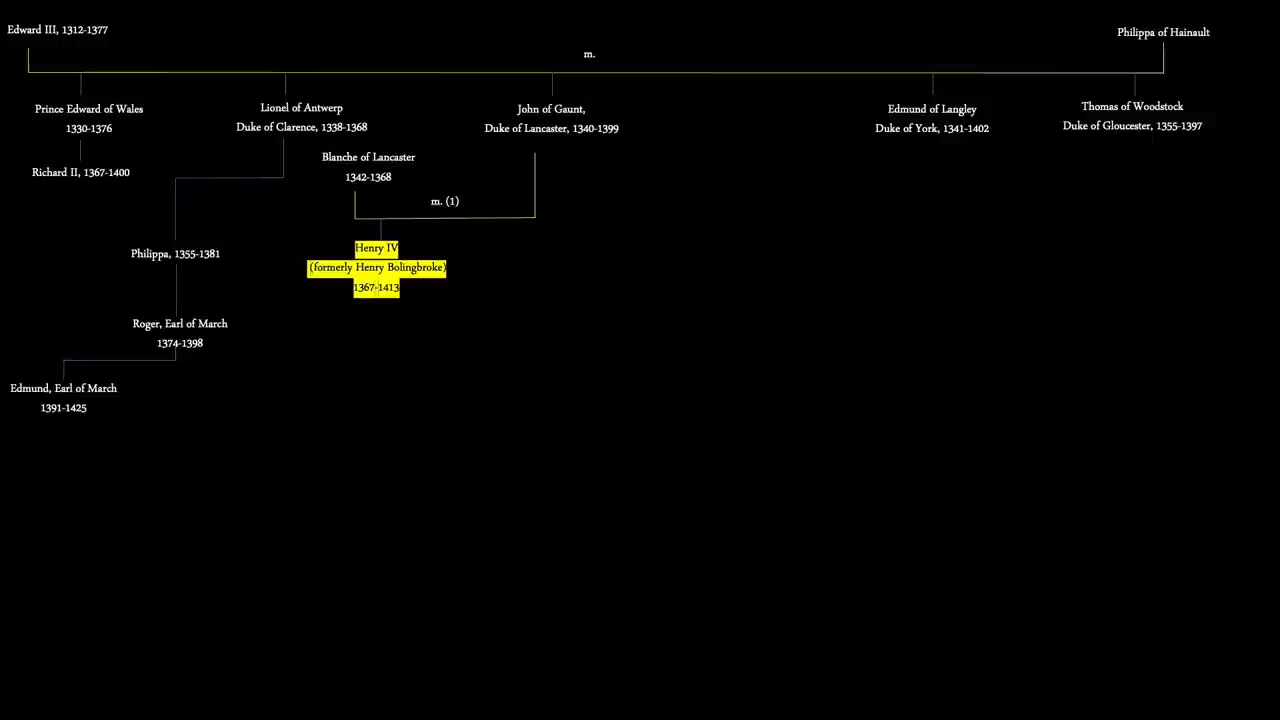 Edward III, 1312-1377
Philippa of Hainault
m.
Prince Edward of Wales
1330-1376
Lionel of Antwerp
Duke of Clarence, 1338-1368
John of Gaunt,
Duke of Lancaster, 1340-1399
Edmund of Langley
Duke of York, 1341-1402
Thomas of Woodstock
Duke of Gloucester, 1355-1397
Richard II, 1367-1400
Blanche of Lancaster
1342-1368
m. (1)
Philippa, 1355-1381
Henry IV
(formerly Henry Bolingbroke)
1367-1413
Roger, Earl of March
1374-1398
Edmund, Earl of March
1391-1425